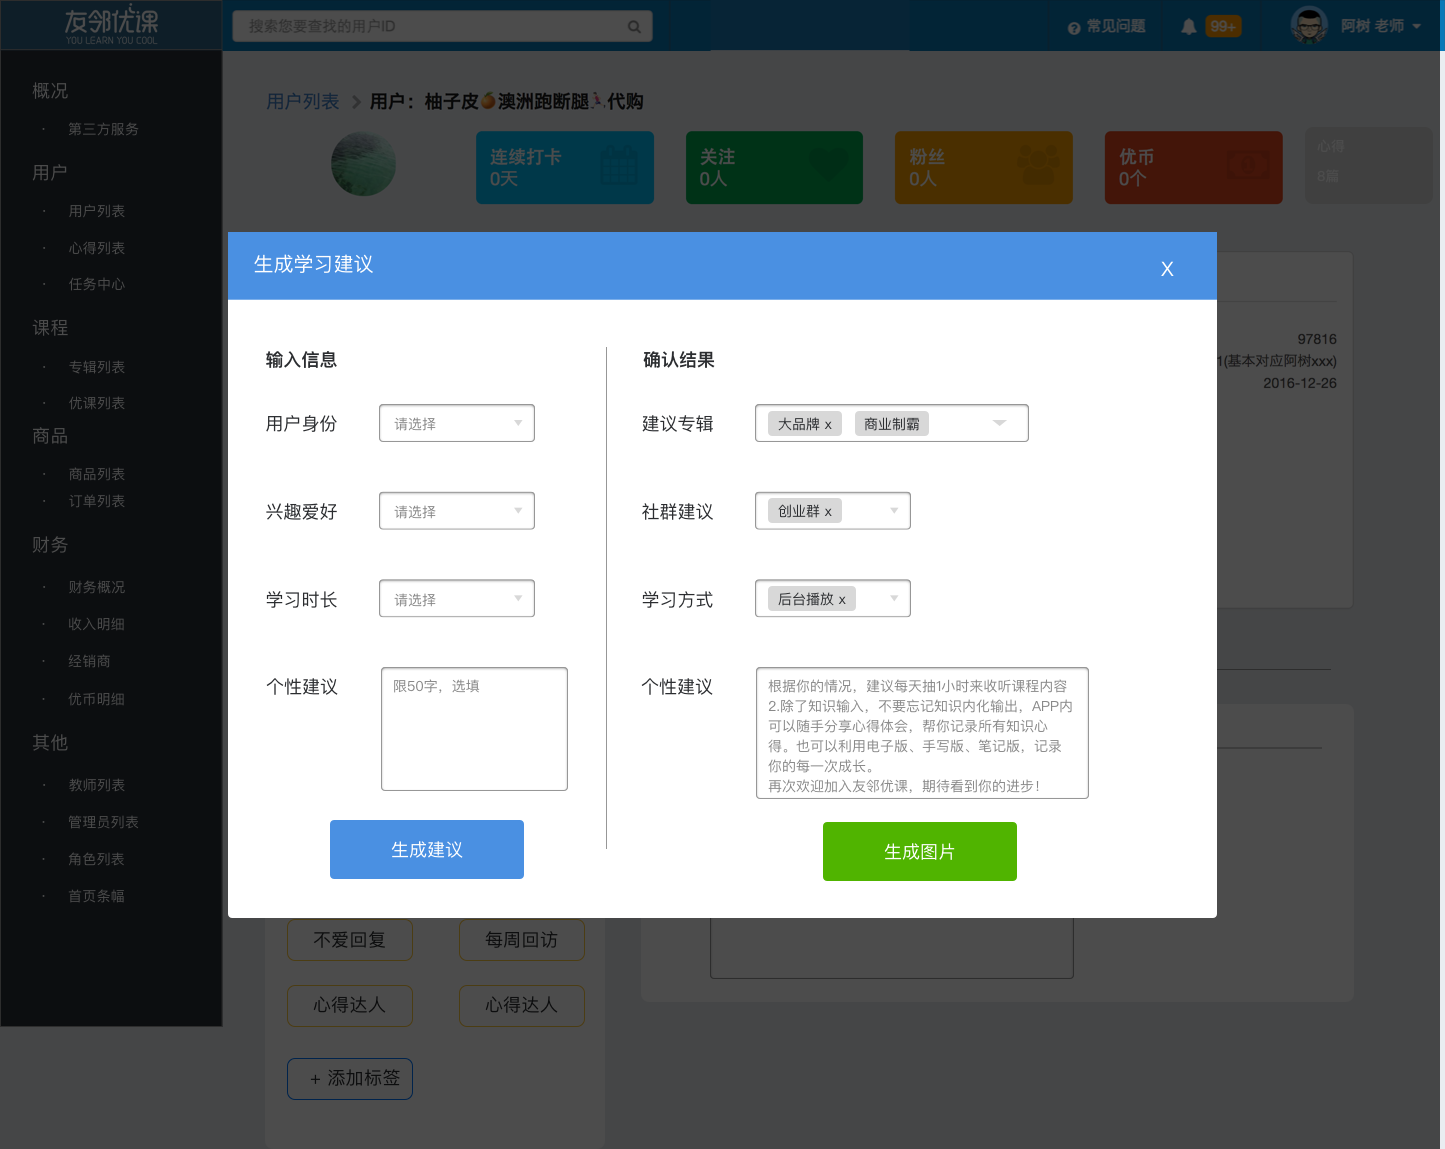 友邻优课
YOU LEARN YOU COOL
搜索您要查找的用户ID
常见问题
99+
阿树 老师
概况
· 第三方服务
用户
· 用户列表
· 心得列表
· 任务中心
课程
· 专辑列表
· 优课列表
商品
· 商品列表
· 订单列表
财务
· 财务概况
· 收入明细
· 经销商
· 优币明细
其他
· 教师列表
· 管理员列表
· 角色列表
· 首页条幅
用户列表 > 用户：柚子皮🍊澳洲跑断腿代购
连续打卡
0天
关注
0人
粉丝
0人
优币
0个
心得
8篇
97816
1(基本对应阿树xxx)
2016-12-26
生成学习建议
X
输入信息
用户身份 请选择
兴趣爱好 请选择
学习时长 请选择
个性建议 限50字，选填
生成建议
确认结果
建议专辑 大品牌 x 商业制霸
社群建议 创业群 x
学习方式 后台播放 x
个性建议
根据你的情况，建议每天抽1小时来收听课程内容
2.除了知识输入，不要忘记知识内化输出，APP内
可以随手分享心得体会，帮你记录所有知识心
得。也可以利用电子版、手写版、笔记版，记录
你的每一次成长。
再次欢迎加入友邻优课，期待看到你的进步！
生成图片
不爱回复 每周回访
心得达人 心得达人
+ 添加标签